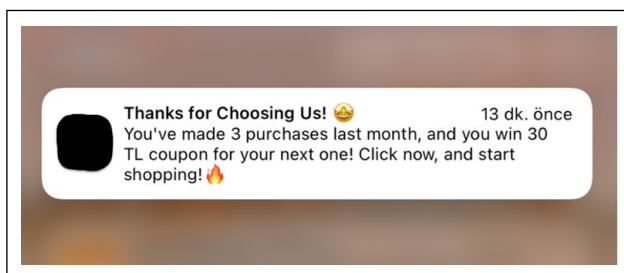 Thanks for Choosing Us! 🤩 13 dk. önce
You've made 3 purchases last month, and you win 30
TL coupon for your next one! Click now, and start
shopping!🔥